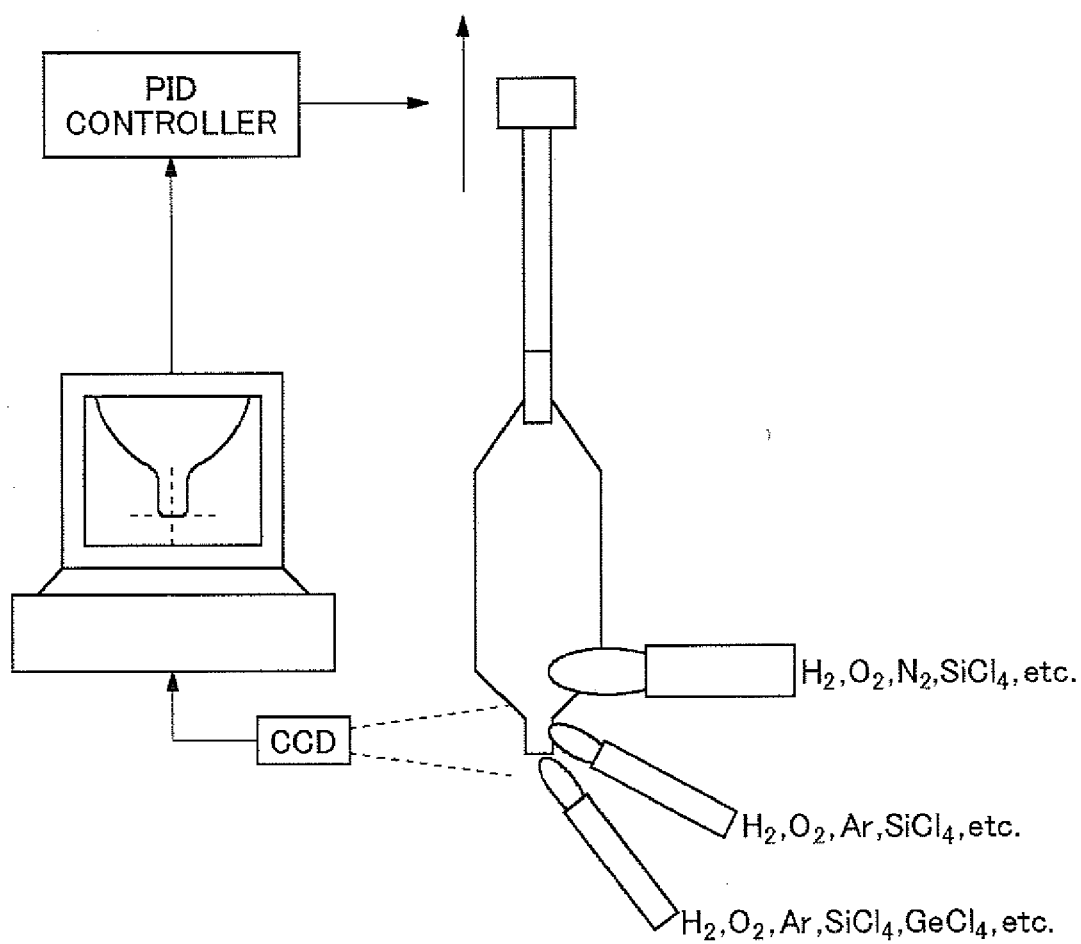 PID
CONTROLLER
H₂,O₂,N₂,SiCl₄,etc.
CCD
H₂,O₂,Ar,SiCl₄,etc.
H₂,O₂,Ar,SiCl₄,GeCl₄,etc.